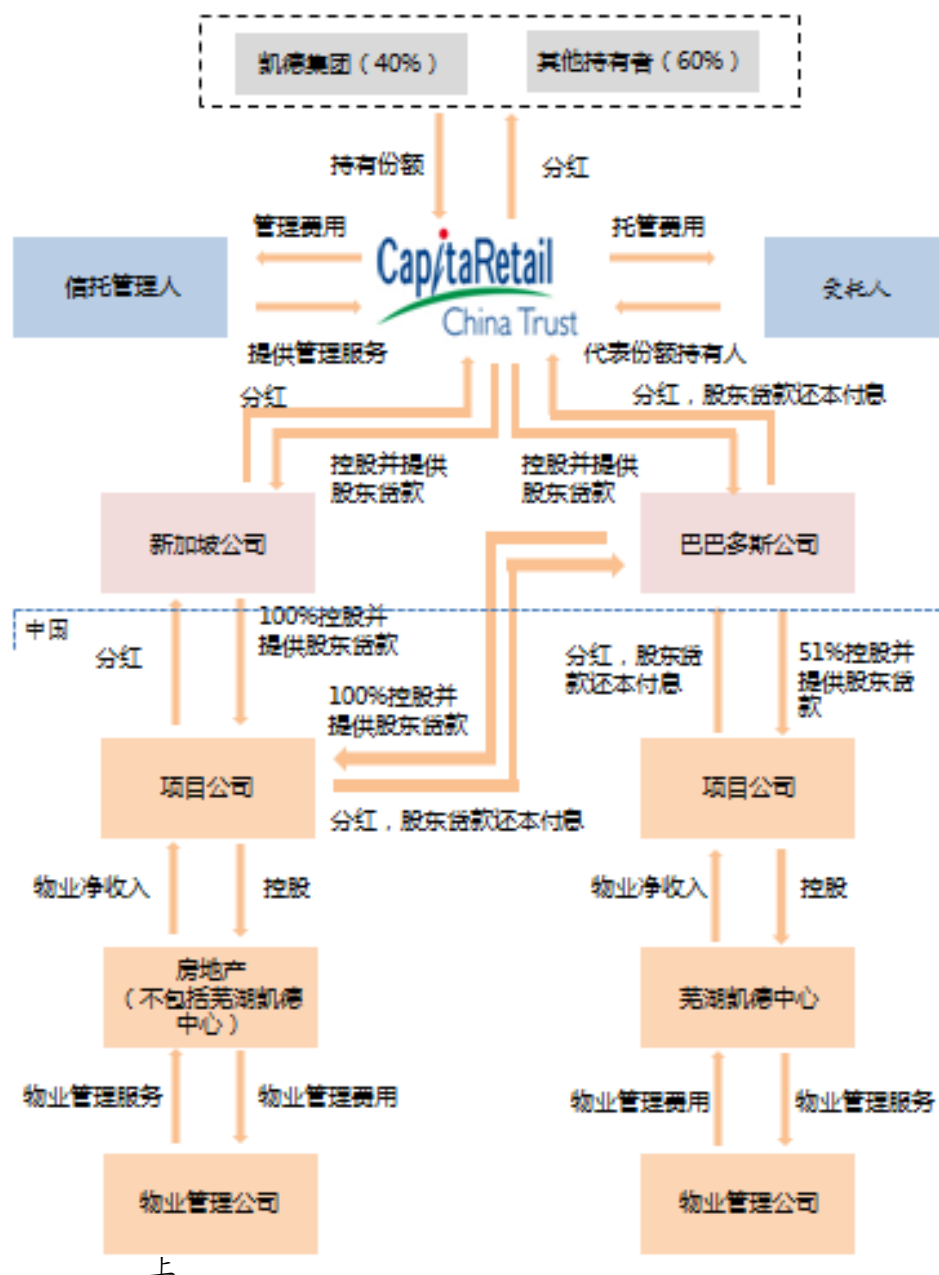 凯德集团（40%）
其他持有者（60%）
持有份额
分红
管理费用
托管费用
CapitaRetail
China Trust
信托管理人
受托人
提供管理服务
代表份额持有人
分红
分红，股东贷款还本付息
控股并提供
股东贷款
控股并提供
股东贷款
新加坡公司
巴巴多斯公司
中国
100%控股并
提供股东贷款
分红
分红，股东贷
款还本付息
51%控股并
提供股东贷
款
100%控股并
提供股东贷款
项目公司
项目公司
分红，股东贷款还本付息
物业净收入
控股
物业净收入
控股
房地产
（不包括芜湖凯德
中心）
芜湖凯德中心
物业管理服务
物业管理费用
物业管理费用
物业管理服务
物业管理公司
物业管理公司
上